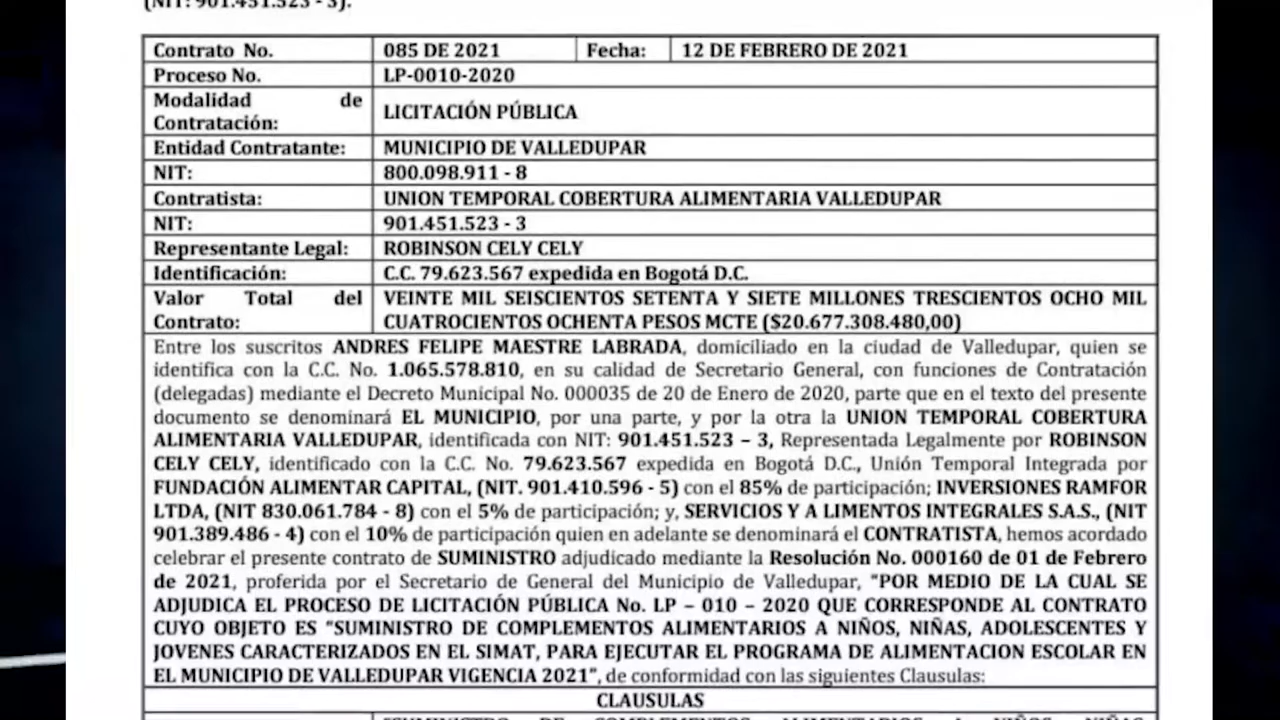 (NIT: 901.451.523 - 3).
Contrato No. 085 DE 2021 Fecha: 12 DE FEBRERO DE 2021
Proceso No. LP-0010-2020
Modalidad de
Contratación: LICITACIÓN PÚBLICA
Entidad Contratante: MUNICIPIO DE VALLEDUPAR
NIT: 800.098.911 - 8
Contratista: UNION TEMPORAL COBERTURA ALIMENTARIA VALLEDUPAR
NIT: 901.451.523 - 3
Representante Legal: ROBINSON CELY CELY
Identificación: C.C. 79.623.567 expedida en Bogotá D.C.
Valor Total del VEINTE MIL SEISCIENTOS SETENTA Y SIETE MILLONES TRESCIENTOS OCHO MIL
Contrato: CUATROCIENTOS OCHENTA PESOS MCTE ($20.677.308.480,00)
Entre los suscritos ANDRES FELIPE MAESTRE LABRADA, domiciliado en la ciudad de Valledupar, quien se
identifica con la C.C. No. 1.065.578.810, en su calidad de Secretario General, con funciones de Contratación
(delegadas) mediante el Decreto Municipal No. 000035 de 20 de Enero de 2020, parte que en el texto del presente
documento se denominará EL MUNICIPIO, por una parte, y por la otra la UNION TEMPORAL COBERTURA
ALIMENTARIA VALLEDUPAR, identificada con NIT: 901.451.523 – 3, Representada Legalmente por ROBINSON
CELY CELY, identificado con la C.C. No. 79.623.567 expedida en Bogotá D.C., Unión Temporal Integrada por
FUNDACIÓN ALIMENTAR CAPITAL, (NIT. 901.410.596 - 5) con el 85% de participación; INVERSIONES RAMFOR
LTDA, (NIT 830.061.784 - 8) con el 5% de participación; y, SERVICIOS Y A LIMENTOS INTEGRALES S.A.S., (NIT
901.389.486 - 4) con el 10% de participación quien en adelante se denominará el CONTRATISTA, hemos acordado
celebrar el presente contrato de SUMINISTRO adjudicado mediante la Resolución No. 000160 de 01 de Febrero
de 2021, proferida por el Secretario de General del Municipio de Valledupar, “POR MEDIO DE LA CUAL SE
ADJUDICA EL PROCESO DE LICITACIÓN PÚBLICA No. LP – 010 – 2020 QUE CORRESPONDE AL CONTRATO
CUYO OBJETO ES “SUMINISTRO DE COMPLEMENTOS ALIMENTARIOS A NIÑOS, NIÑAS, ADOLESCENTES Y
JOVENES CARACTERIZADOS EN EL SIMAT, PARA EJECUTAR EL PROGRAMA DE ALIMENTACION ESCOLAR EN
EL MUNICIPIO DE VALLEDUPAR VIGENCIA 2021”, de conformidad con las siguientes Clausulas:
CLAUSULAS
“SUMINISTRO DE COMPLEMENTOS ALIMENTARIOS A NIÑOS NIÑAS